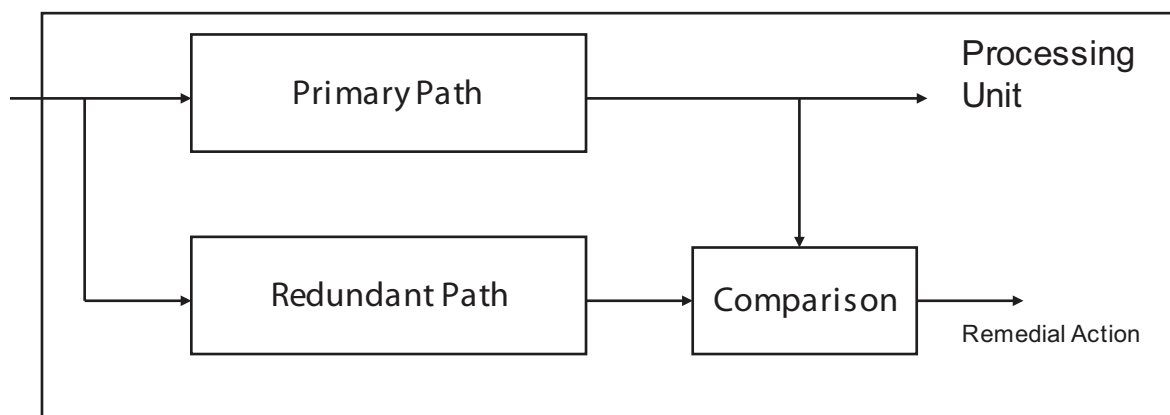 Primary Path
Processing
Unit
Redundant Path
Comparison
Remedial Action